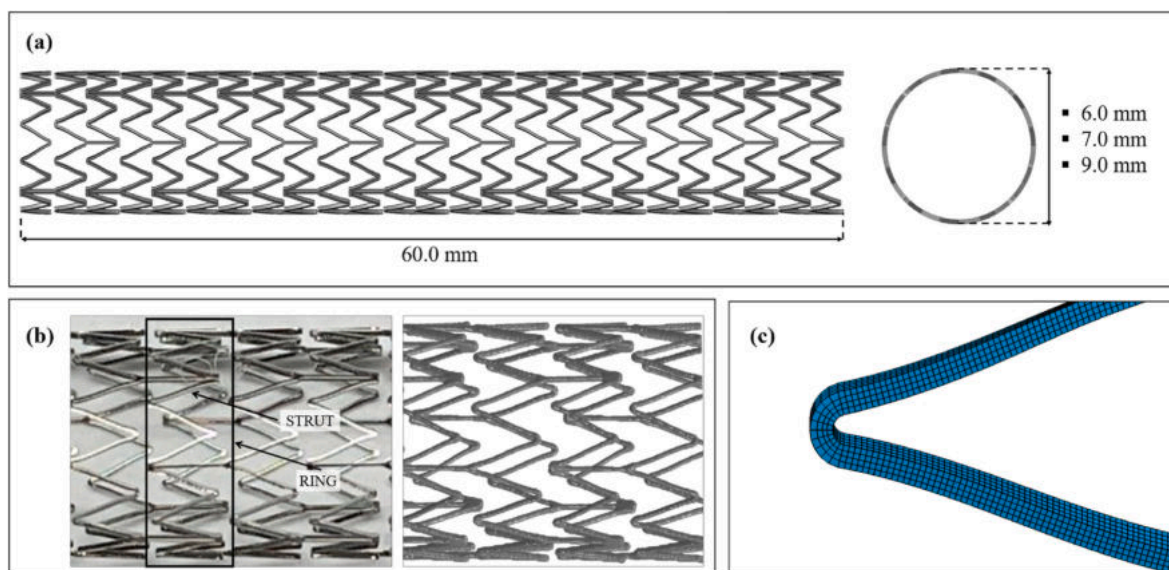 (a)
▪ 6.0 mm
▪ 7.0 mm
▪ 9.0 mm
60.0 mm
(b)
STRUT
RING
(c)